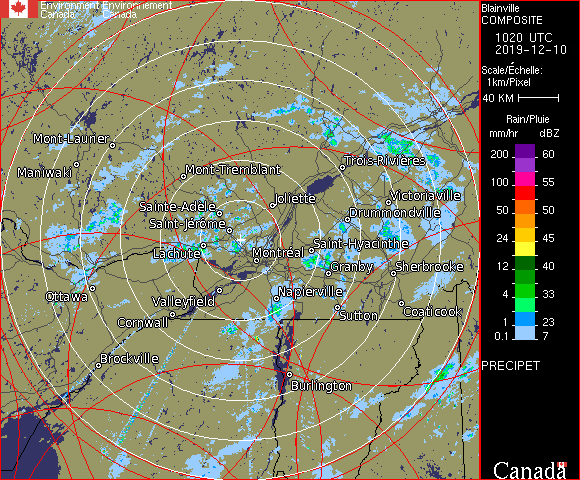 Environment Environnement
Canada Canada
Blainville
COMPOSITE
1020 UTC
2019-12-10
Scale/Échelle:
1km/Pixel
40 KM
Rain/Pluie
mm/hr dBZ
200 60
100 55
50 50
24 45
12 40
4 33
1 23
0.1 7
PRECIPET
Mont-Laurier
Maniwaki
Mont-Tremblant
Trois-Rivières
Sainte-Adèle
Joliette
Victoriaville
Drummondville
Saint-Jérôme
Lachute
Montréal
Saint-Hyacinthe
Granby
Sherbrooke
Ottawa
Valleyfield
Napierville
Cornwall
Sutton
Coaticook
Brockville
Burlington
Canada